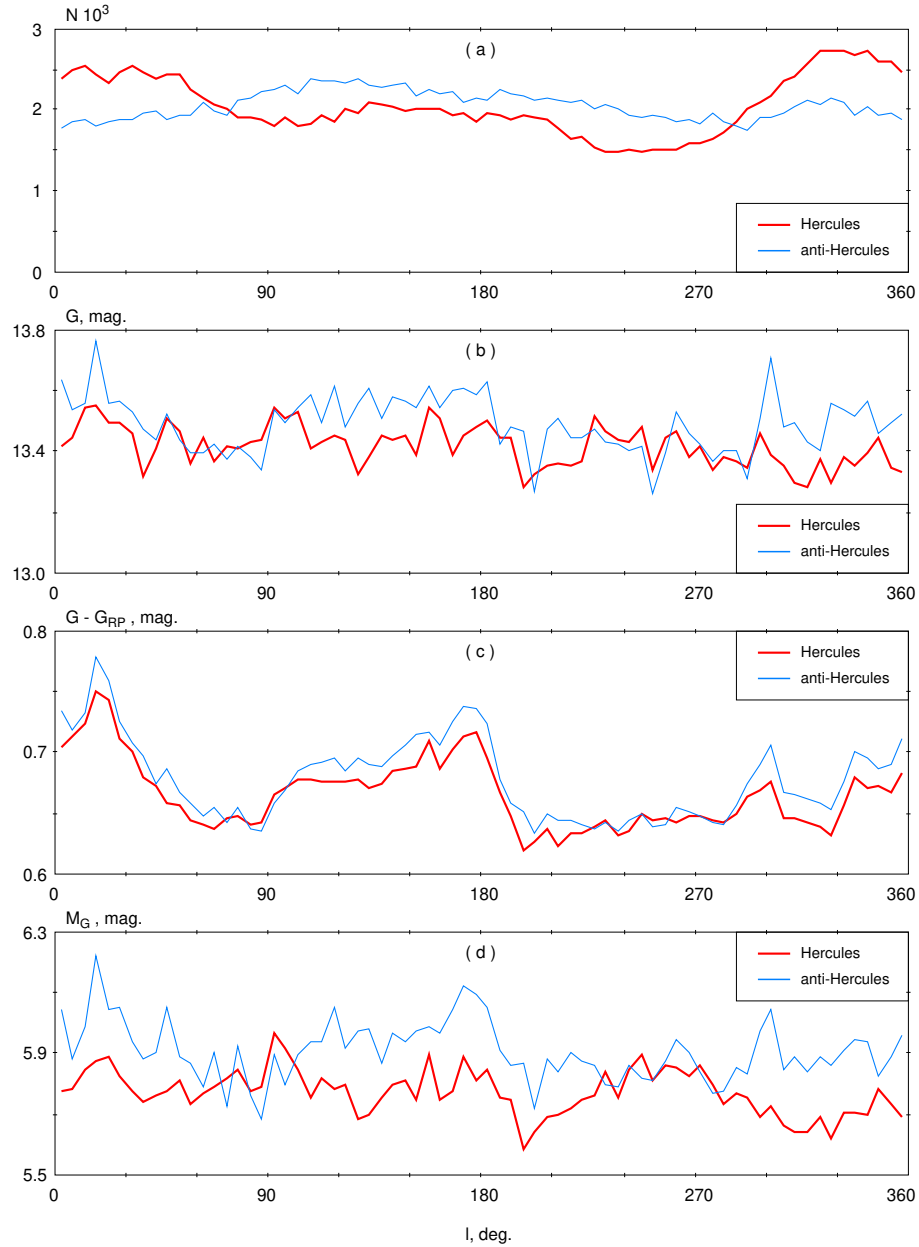 N 10³
3
( a )
2
1
Hercules
anti-Hercules
0
0 90 180 270 360
G, mag.
13.8
( b )
13.4
Hercules
anti-Hercules
13.0
0 90 180 270 360
G - G_RP , mag.
0.8
( c )
Hercules
anti-Hercules
0.7
0.6
0 90 180 270 360
M_G , mag.
6.3
( d )
Hercules
anti-Hercules
5.9
5.5
0 90 180 270 360
l, deg.